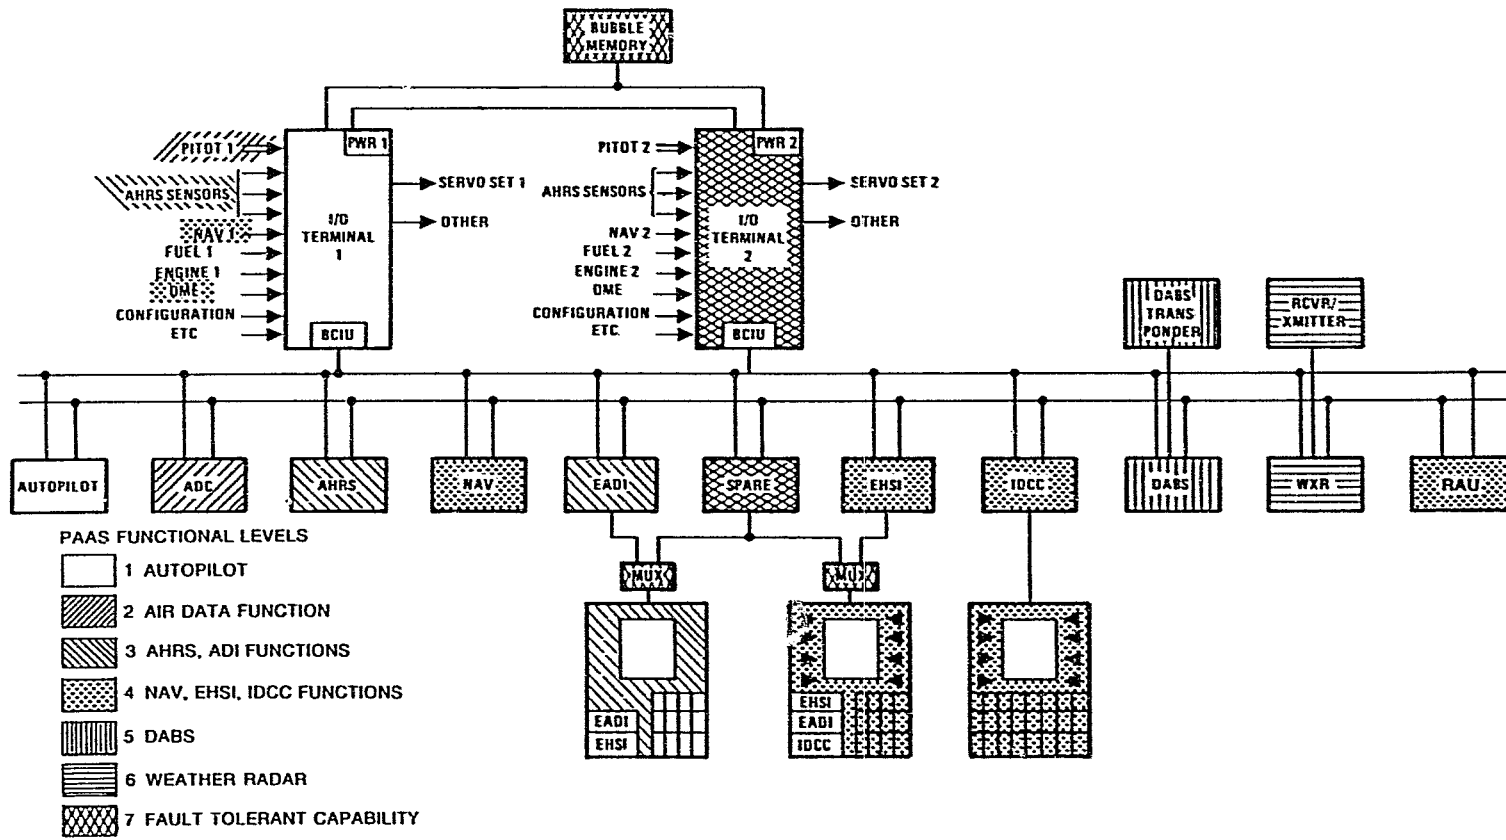 BUBBLE
MEMORY
PITOT 1
PWR 1
AHRS SENSORS
SERVO SET 1
I/O
TERMINAL
1
OTHER
NAV 1
FUEL 1
ENGINE 1
DME
CONFIGURATION
ETC
BCIU
PITOT 2
PWR 2
AHRS SENSORS
SERVO SET 2
I/O
TERMINAL
2
OTHER
NAV 2
FUEL 2
ENGINE 2
DME
CONFIGURATION
ETC.
BCIU
DABS
TRANS
PONDER
RCVR/
XMITTER
AUTOPILOT
ADC
AHRS
NAV
EADI
SPARE
EHSI
IDCC
DABS
WXR
RAU
MUX
MUX
EADI
EHSI
EHSI
EADI
IDCC
PAAS FUNCTIONAL LEVELS
1 AUTOPILOT
2 AIR DATA FUNCTION
3 AHRS, ADI FUNCTIONS
4 NAV, EHSI, IDCC FUNCTIONS
5 DABS
6 WEATHER RADAR
7 FAULT TOLERANT CAPABILITY